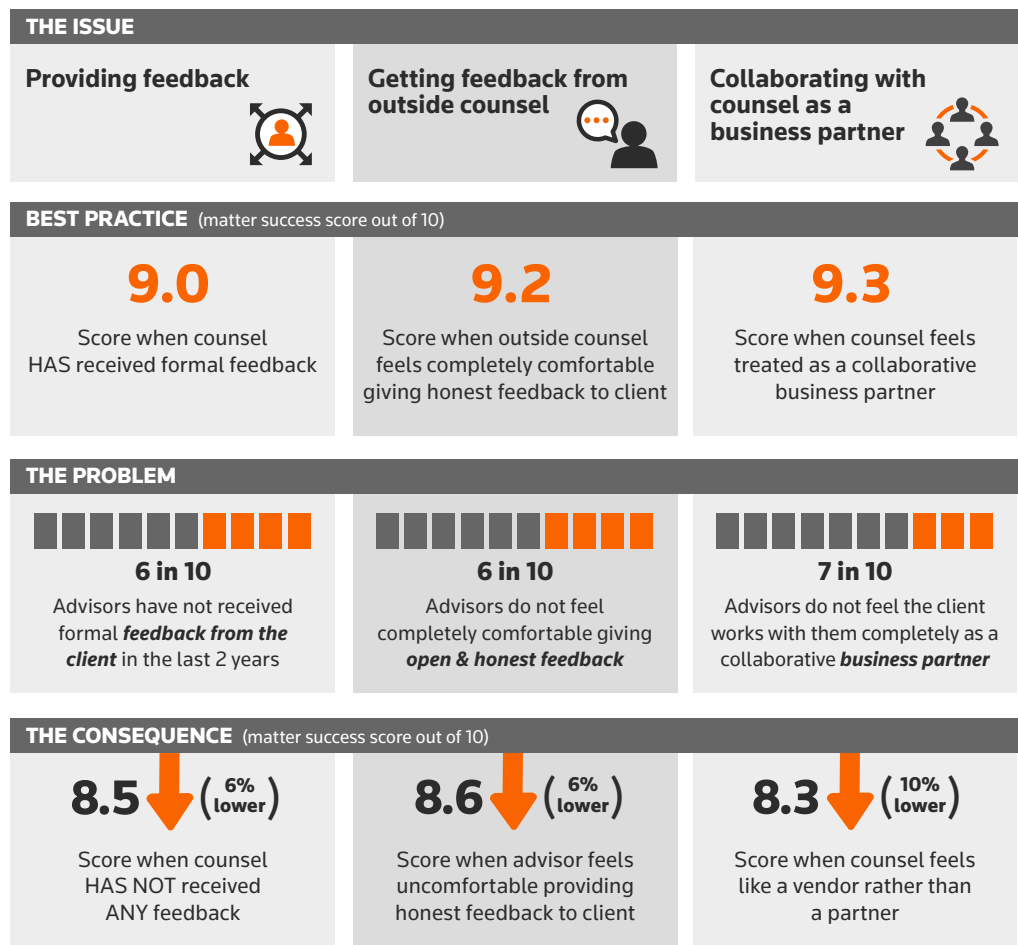 THE ISSUE
Providing feedback
Getting feedback from
outside counsel
Collaborating with
counsel as a
business partner
BEST PRACTICE (matter success score out of 10)
9.0
Score when counsel
HAS received formal feedback
9.2
Score when outside counsel
feels completely comfortable
giving honest feedback to client
9.3
Score when counsel feels
treated as a collaborative
business partner
THE PROBLEM
6 in 10
Advisors have not received
formal feedback from the
client in the last 2 years
6 in 10
Advisors do not feel
completely comfortable giving
open & honest feedback
7 in 10
Advisors do not feel the client
works with them completely as a
collaborative business partner
THE CONSEQUENCE (matter success score out of 10)
8.5 (6%
lower)
Score when counsel
HAS NOT received
ANY feedback
8.6 (6%
lower)
Score when advisor feels
uncomfortable providing
honest feedback to client
8.3 (10%
lower)
Score when counsel feels
like a vendor rather than
a partner